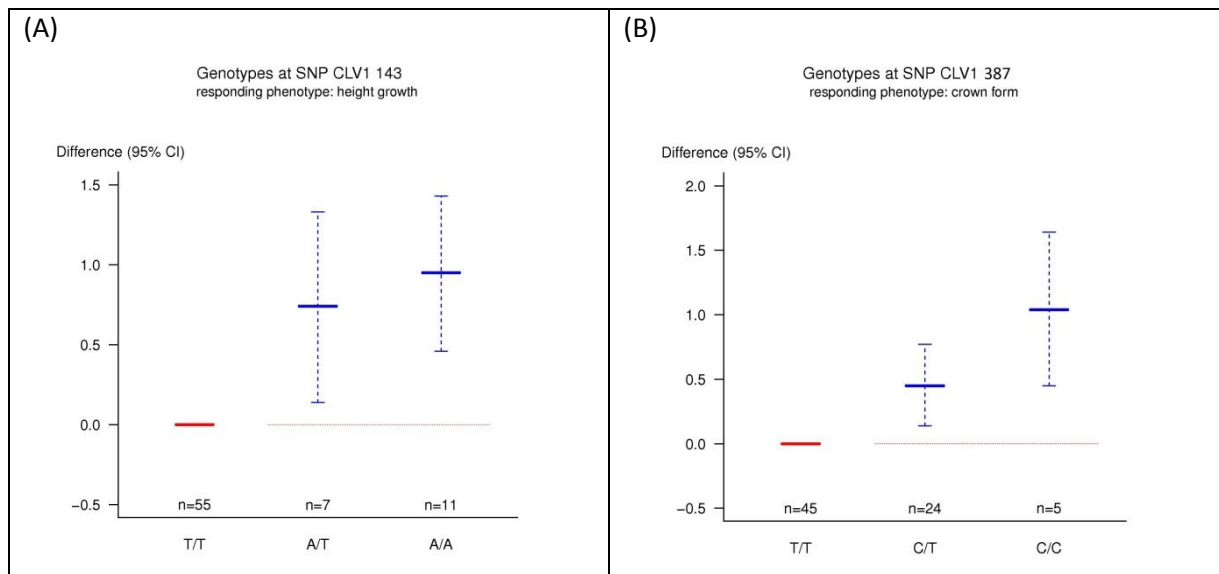 (A)
Genotypes at SNP CLV1 143
responding phenotype: height growth
Difference (95% CI)
1.5
1.0
0.5
0.0
−0.5
n=55 n=7 n=11
T/T A/T A/A
(B)
Genotypes at SNP CLV1 387
responding phenotype: crown form
Difference (95% CI)
2.0
1.5
1.0
0.5
0.0
−0.5
n=45 n=24 n=5
T/T C/T C/C